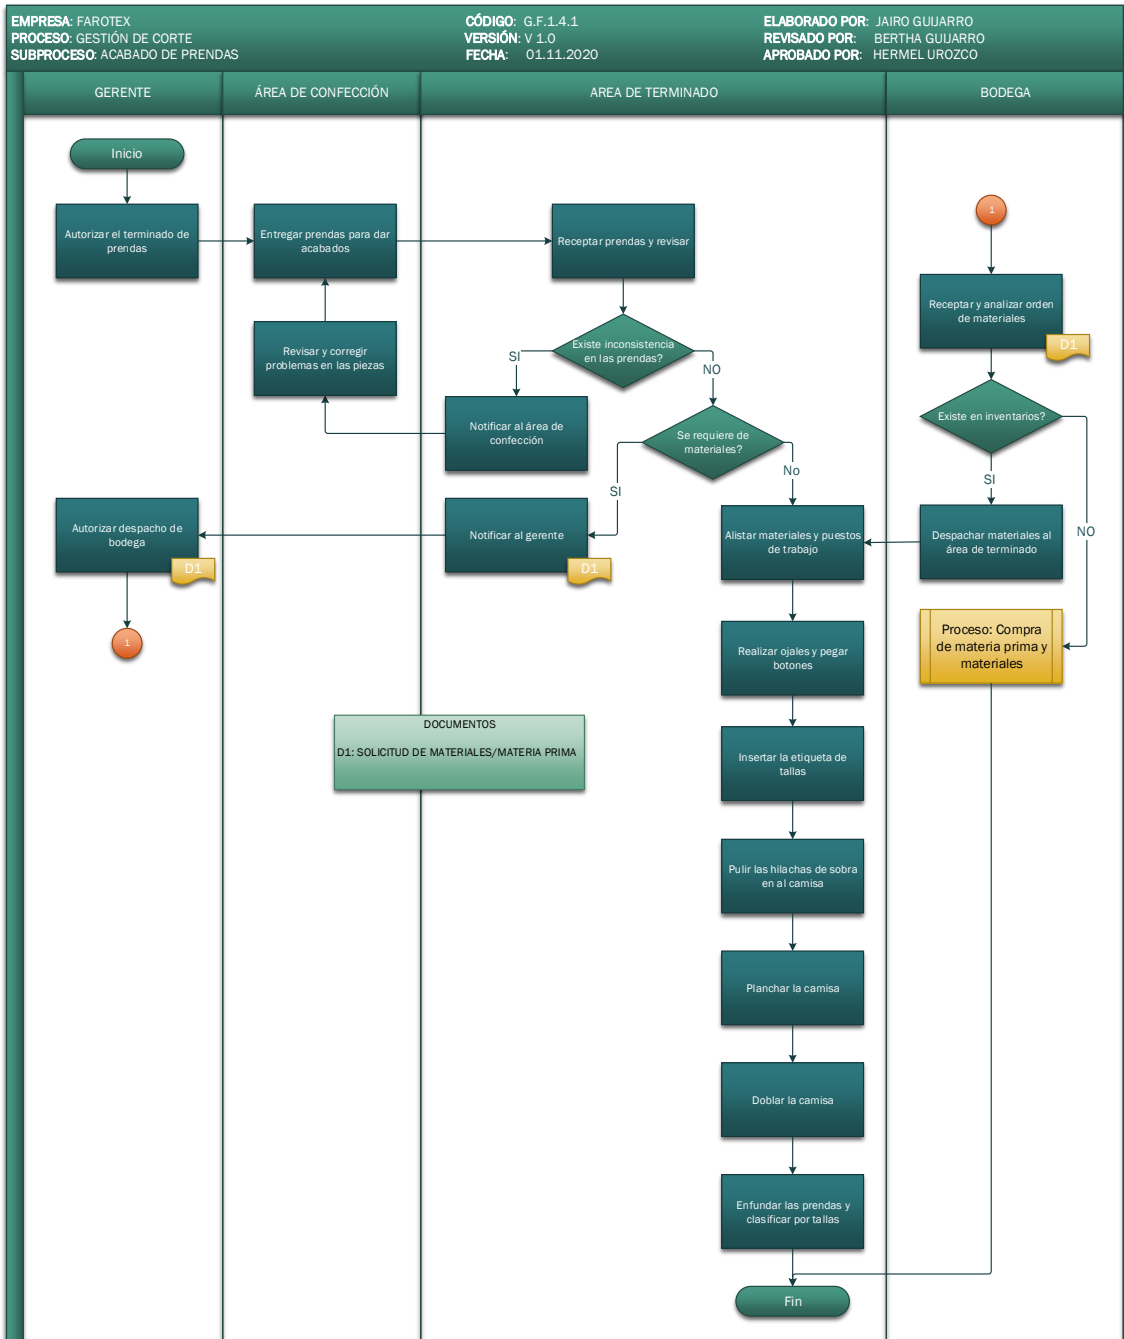 EMPRESA: FAROTEX
PROCESO: GESTIÓN DE CORTE
SUBPROCESO: ACABADO DE PRENDAS
CÓDIGO: G.F.1.4.1
VERSIÓN: V 1.0
FECHA: 01.11.2020
ELABORADO POR: JAIRO GUIJARRO
REVISADO POR: BERTHA GUIJARRO
APROBADO POR: HERMEL UROZCO
GERENTE
ÁREA DE CONFECCIÓN
AREA DE TERMINADO
BODEGA
Inicio
Autorizar el terminado de
prendas
Entregar prendas para dar
acabados
Receptar prendas y revisar
1
Receptar y analizar orden
de materiales
D1
Existe inconsistencia
en las prendas?
SI
NO
Revisar y corregir
problemas en las piezas
Notificar al área de
confección
Se requiere de
materiales?
SI
No
Existe en inventarios?
SI
NO
Autorizar despacho de
bodega
D1
Notificar al gerente
D1
Alistar materiales y puestos
de trabajo
Despachar materiales al
área de terminado
1
Realizar ojales y pegar
botones
Proceso: Compra
de materia prima y
materiales
DOCUMENTOS
D1: SOLICITUD DE MATERIALES/MATERIA PRIMA
Insertar la etiqueta de
tallas
Pulir las hilachas de sobra
en al camisa
Planchar la camisa
Doblar la camisa
Enfundar las prendas y
clasificar por tallas
Fin